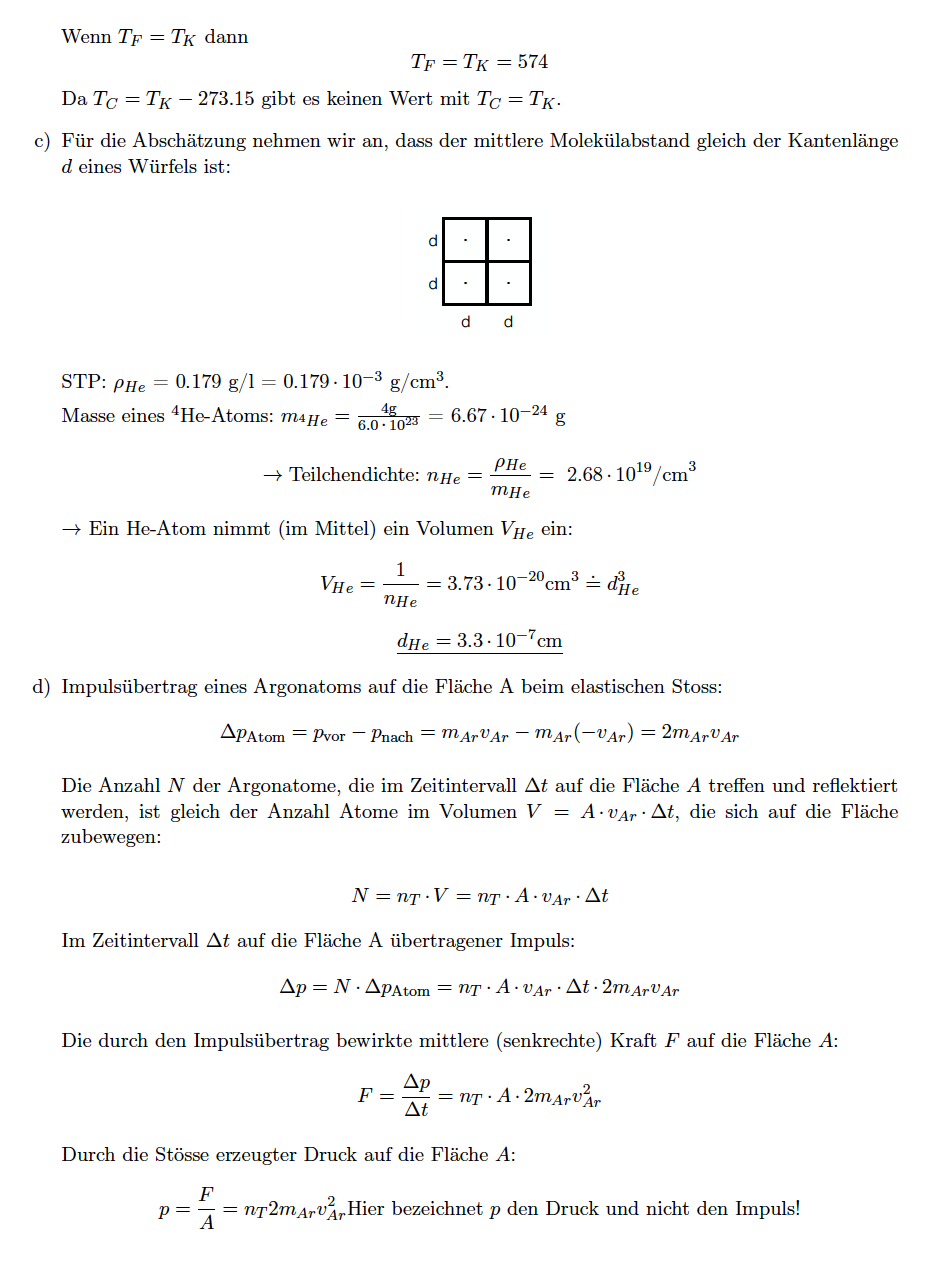 Wenn T_F = T_K dann
T_F = T_K = 574
Da T_C = T_K − 273.15 gibt es keinen Wert mit T_C = T_K.
c) Für die Abschätzung nehmen wir an, dass der mittlere Molekülabstand gleich der Kantenlänge
d eines Würfels ist:
d
d
d d
STP: ρ_He = 0.179 g/l = 0.179 · 10^−3 g/cm^3.
Masse eines ^4He-Atoms: m_4He = 4g / 6.0 · 10^23 = 6.67 · 10^−24 g
→ Teilchendichte: n_He = ρ_He / m_He = 2.68 · 10^19/cm^3
→ Ein He-Atom nimmt (im Mittel) ein Volumen V_He ein:
V_He = 1 / n_He = 3.73 · 10^−20cm^3 ≐ d^3_He
d_He = 3.3 · 10^−7cm
d) Impulsübertrag eines Argonatoms auf die Fläche A beim elastischen Stoss:
Δp_Atom = p_vor − p_nach = m_Ar v_Ar − m_Ar(−v_Ar) = 2m_Ar v_Ar
Die Anzahl N der Argonatome, die im Zeitintervall Δt auf die Fläche A treffen und reflektiert
werden, ist gleich der Anzahl Atome im Volumen V = A · v_Ar · Δt, die sich auf die Fläche
zubewegen:
N = n_T · V = n_T · A · v_Ar · Δt
Im Zeitintervall Δt auf die Fläche A übertragener Impuls:
Δp = N · Δp_Atom = n_T · A · v_Ar · Δt · 2m_Ar v_Ar
Die durch den Impulsübertrag bewirkte mittlere (senkrechte) Kraft F auf die Fläche A:
F = Δp / Δt = n_T · A · 2m_Ar v^2_Ar
Durch die Stösse erzeugter Druck auf die Fläche A:
p = F / A = n_T 2m_Ar v^2_Ar Hier bezeichnet p den Druck und nicht den Impuls!